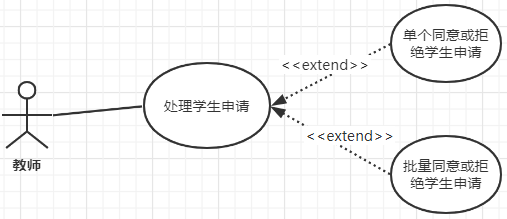 单个同意或拒
绝学生申请
<<extend>>
处理学生申请
<<extend>>
教师
批量同意或拒
绝学生申请